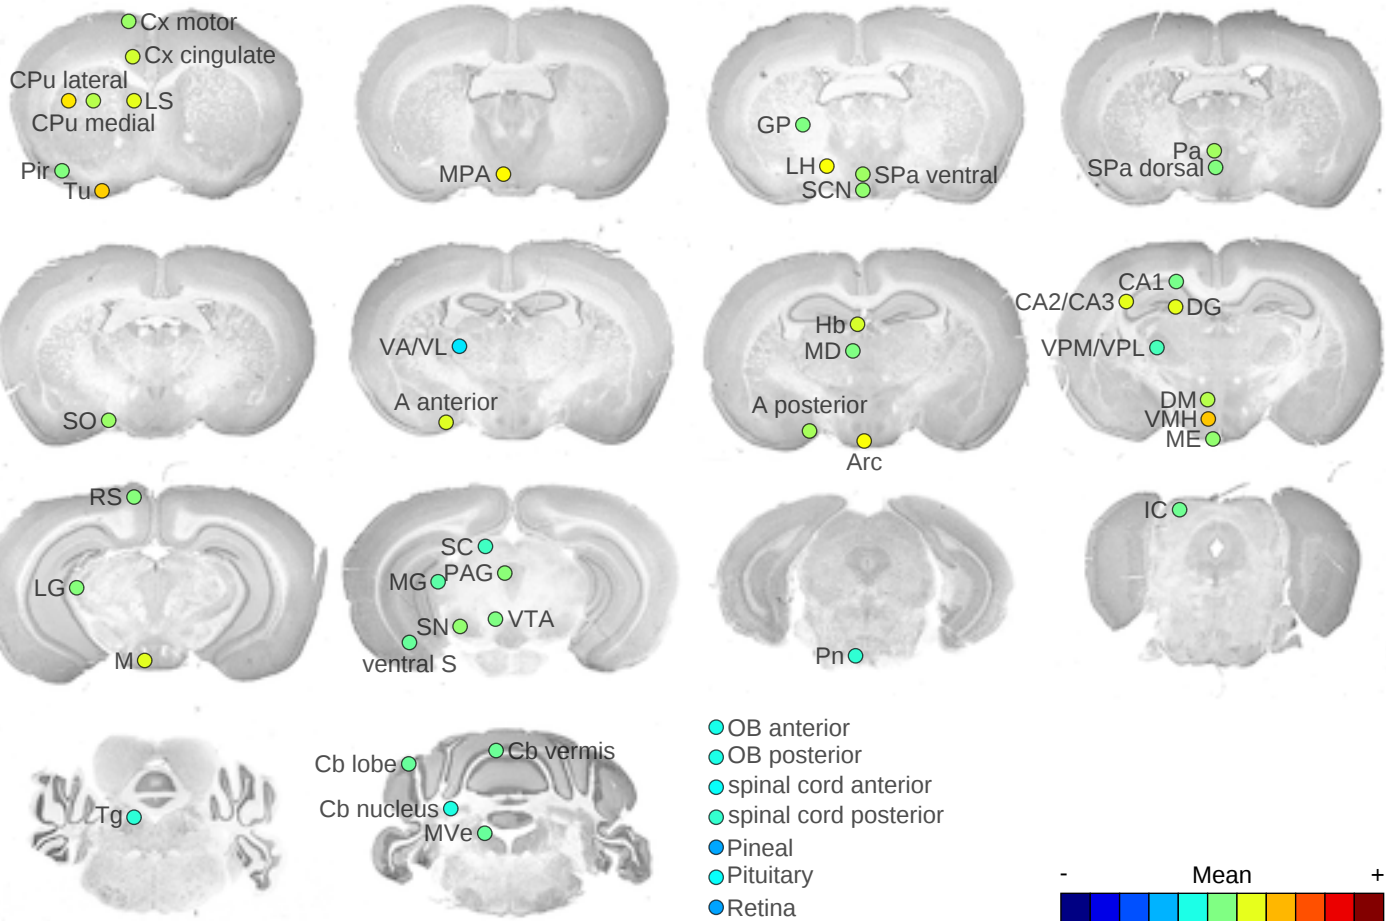 Cx motor
Cx cingulate
CPu lateral
LS
CPu medial
Pir
Tu
MPA
GP
LH
SPa ventral
SCN
Pa
SPa dorsal
SO
VA/VL
A anterior
Hb
MD
A posterior
Arc
CA1
CA2/CA3
DG
VPM/VPL
DM
VMH
ME
RS
LG
M
SC
MG
PAG
SN
VTA
ventral S
Pn
IC
Tg
Cb lobe
Cb vermis
Cb nucleus
MVe
OB anterior
OB posterior
spinal cord anterior
spinal cord posterior
Pineal
Pituitary
Retina
- Mean +